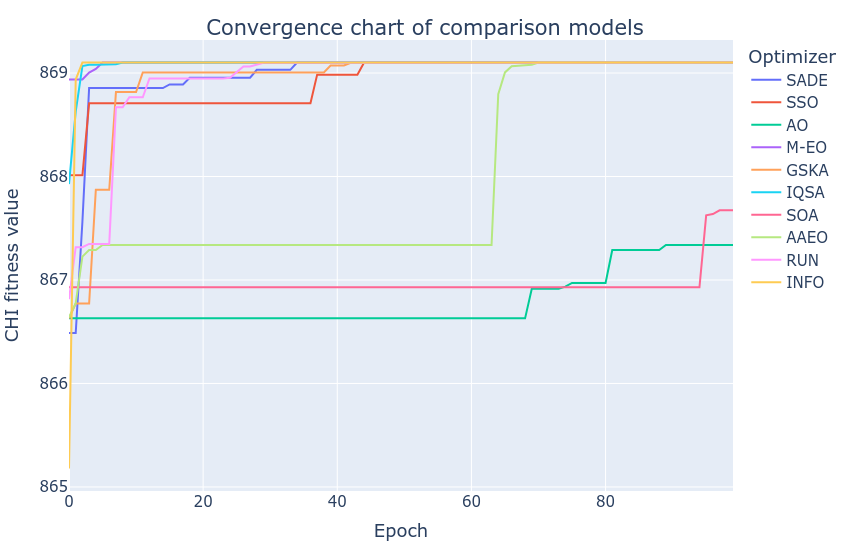 Convergence chart of comparison models
Optimizer
SADE
SSO
AO
M-EO
GSKA
IQSA
SOA
AAEO
RUN
INFO
CHI fitness value
869
868
867
866
865
0 20 40 60 80
Epoch